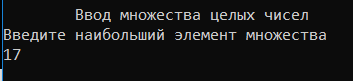 Ввод множества целых чисел
Введите наибольший элемент множества
17